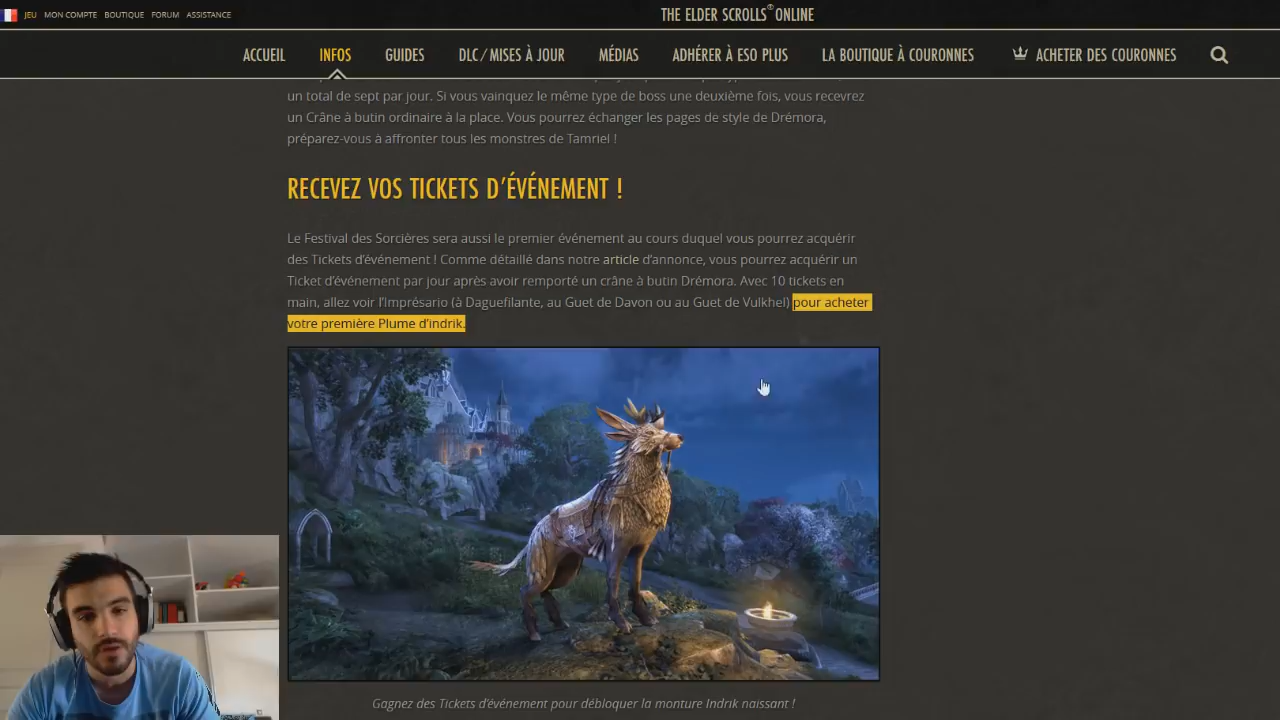 JEU MON COMPTE BOUTIQUE FORUM ASSISTANCE
THE ELDER SCROLLS® ONLINE
ACCUEIL INFOS GUIDES DLC / MISES À JOUR MÉDIAS ADHÉRER À ESO PLUS LA BOUTIQUE À COURONNES ACHETER DES COURONNES
un total de sept par jour. Si vous vainquez le même type de boss une deuxième fois, vous recevrez
un Crâne à butin ordinaire à la place. Vous pourrez échanger les pages de style de Drémora,
préparez-vous à affronter tous les monstres de Tamriel !
RECEVEZ VOS TICKETS D'ÉVÉNEMENT !
Le Festival des Sorcières sera aussi le premier événement au cours duquel vous pourrez acquérir
des Tickets d'événement ! Comme détaillé dans notre article d'annonce, vous pourrez acquérir un
Ticket d'événement par jour après avoir remporté un crâne à butin Drémora. Avec 10 tickets en
main, allez voir l'Imprésario (à Daguefilante, au Guet de Davon ou au Guet de Vulkhel) pour acheter
votre première Plume d'indrik.
Gagnez des Tickets d'événement pour débloquer la monture Indrik naissant !